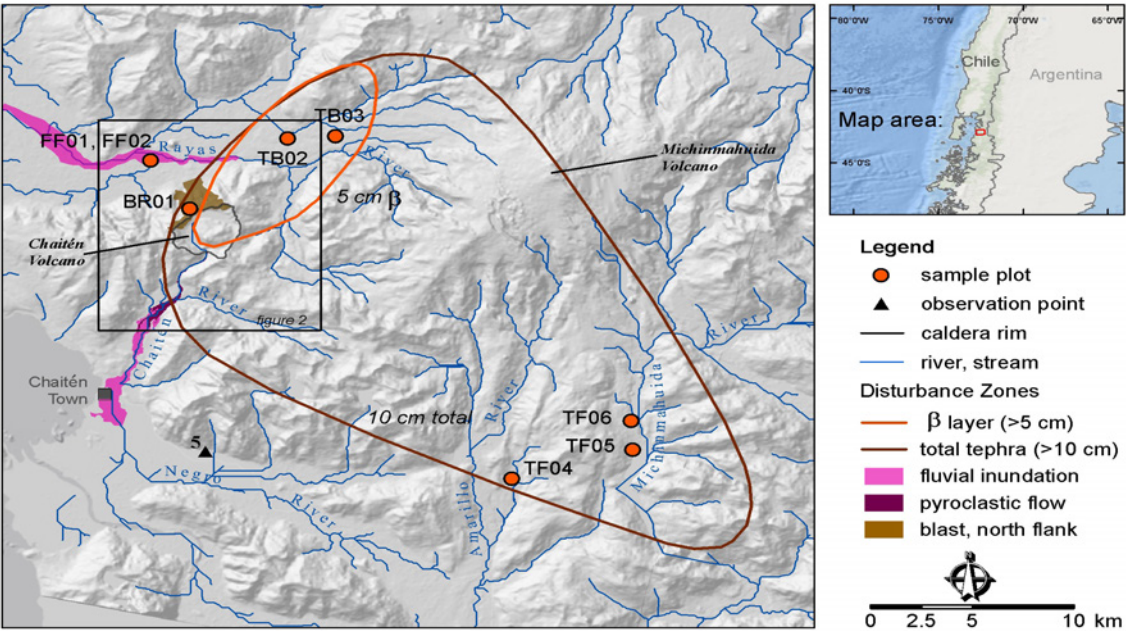 FF01, FF02
Rayas
TB03
TB02
River
BR01
5 cm β
Michinmahuida
Volcano
Chaitén
Volcano
River
figure 2
Chaitén
Chaitén
Town
10 cm total
River
River
Michinmahuida
TF06
TF05
TF04
5
Negro
River
Amarillo
80°0'W
75°0'W
70°0'W
65°0'W
Chile
Argentina
40°0'S
Map area:
45°0'S
Legend
sample plot
observation point
caldera rim
river, stream
Disturbance Zones
β layer (>5 cm)
total tephra (>10 cm)
fluvial inundation
pyroclastic flow
blast, north flank
N
0 2.5 5 10 km